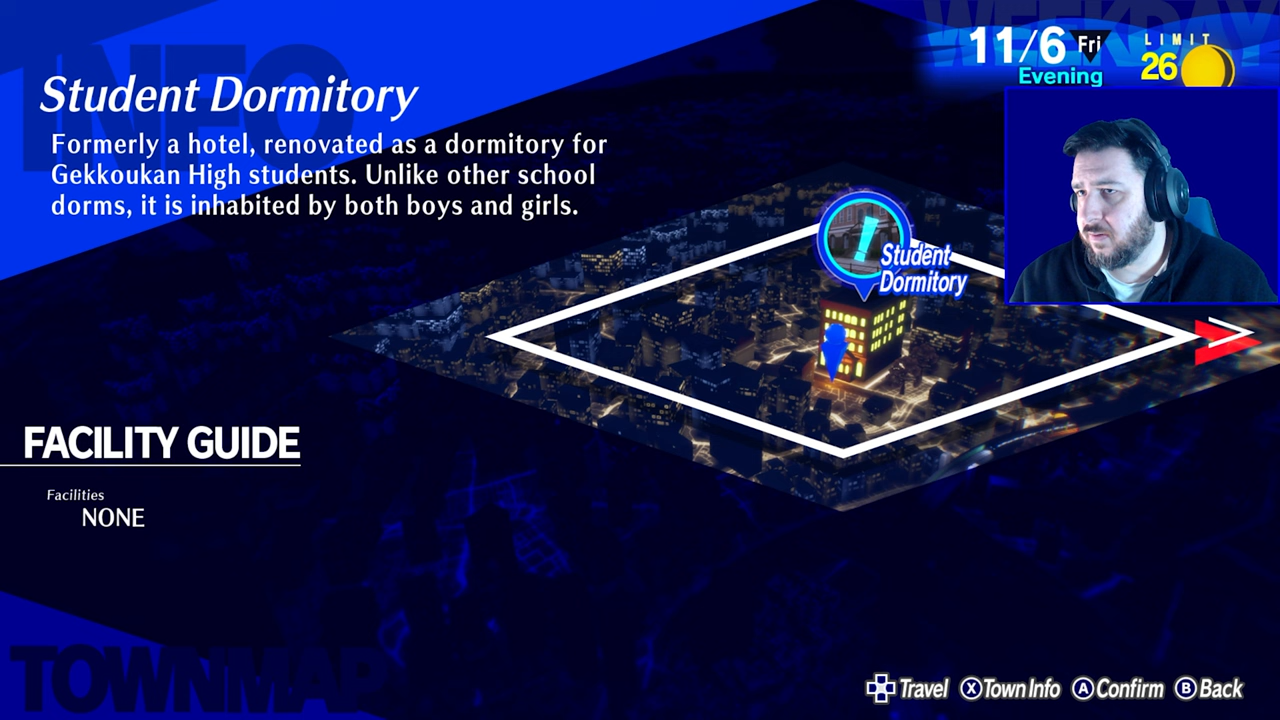 INFO
WEEKDAY
11/6 Fri
Evening
LIMIT
26
Student Dormitory
Formerly a hotel, renovated as a dormitory for
Gekkoukan High students. Unlike other school
dorms, it is inhabited by both boys and girls.
!
Student
Dormitory
FACILITY GUIDE
Facilities
NONE
TOWNMAP
Travel X Town Info A Confirm B Back